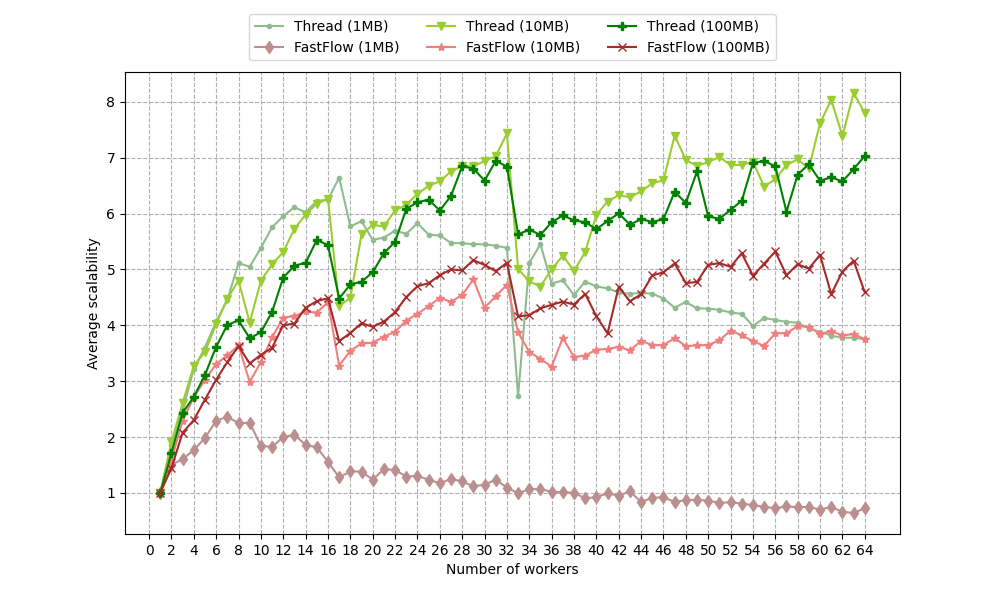 Thread (1MB) Thread (10MB) Thread (100MB)
FastFlow (1MB) FastFlow (10MB) FastFlow (100MB)
8
7
6
5
4
3
2
1
Average scalability
0 2 4 6 8 10 12 14 16 18 20 22 24 26 28 30 32 34 36 38 40 42 44 46 48 50 52 54 56 58 60 62 64
Number of workers